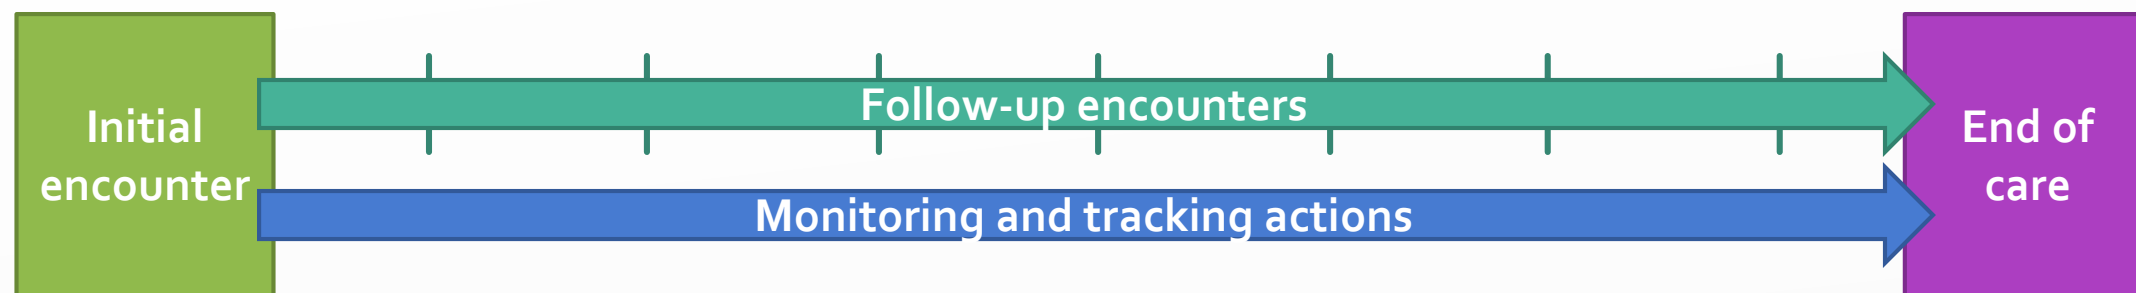 Initial
encounter
Follow-up encounters
Monitoring and tracking actions
End of
care